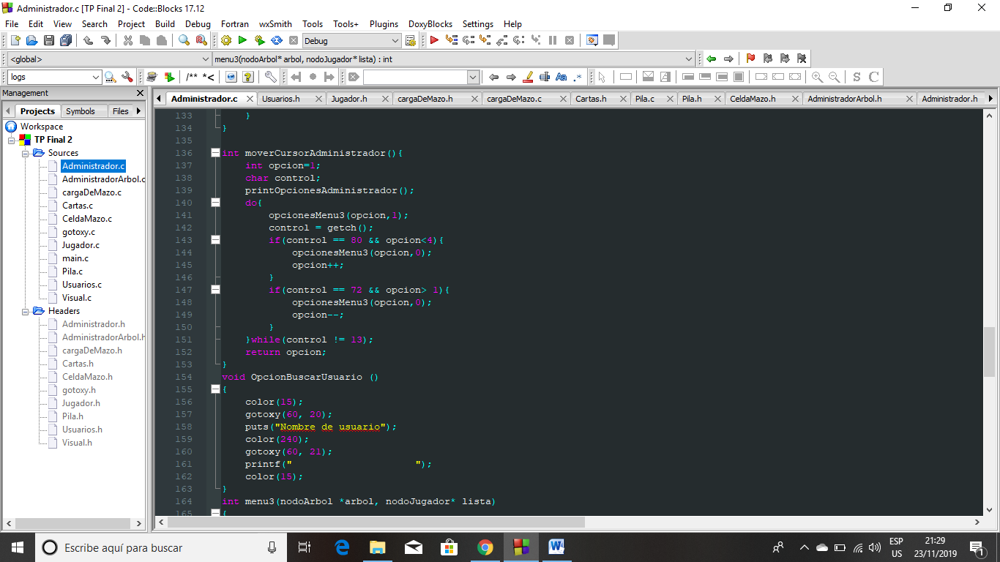 Administrador.c [TP Final 2] - Code::Blocks 17.12
File Edit View Search Project Build Debug Fortran wxSmith Tools Tools+ Plugins DoxyBlocks Settings Help
Debug
<global>
menu3(nodoArbol* arbol, nodoJugador* lista) : int
logs
/** *<
Aa .*
S C
Management
Administrador.c Usuarios.h Jugador.h cargaDeMazo.h cargaDeMazo.c Cartas.h Pila.c Pila.h CeldaMazo.h AdministradorArbol.h Administrador.h
Projects Symbols Files
Workspace
TP Final 2
Sources
Administrador.c
AdministradorArbol.c
cargaDeMazo.c
Cartas.c
CeldaMazo.c
gotoxy.c
Jugador.c
main.c
Pila.c
Usuarios.c
Visual.c
Headers
Administrador.h
AdministradorArbol.h
cargaDeMazo.h
Cartas.h
CeldaMazo.h
gotoxy.h
Jugador.h
Pila.h
Usuarios.h
Visual.h
133 }
134 }
135
136 int moverCursorAdministrador(){
137 int opcion=1;
138 char control;
139 printOpcionesAdministrador();
140 do{
141 opcionesMenu3(opcion,1);
142 control = getch();
143 if(control == 80 && opcion<4){
144 opcionesMenu3(opcion,0);
145 opcion++;
146 }
147 if(control == 72 && opcion> 1){
148 opcionesMenu3(opcion,0);
149 opcion--;
150 }
151 }while(control != 13);
152 return opcion;
153 }
154 void OpcionBuscarUsuario ()
155 {
156 color(15);
157 gotoxy(60, 20);
158 puts("Nombre de usuario");
159 color(240);
160 gotoxy(60, 21);
161 printf("                     ");
162 color(15);
163 }
164 int menu3(nodoArbol *arbol, nodoJugador* lista)
165 {
Escribe aquí para buscar
ESP
US
21:29
23/11/2019
1